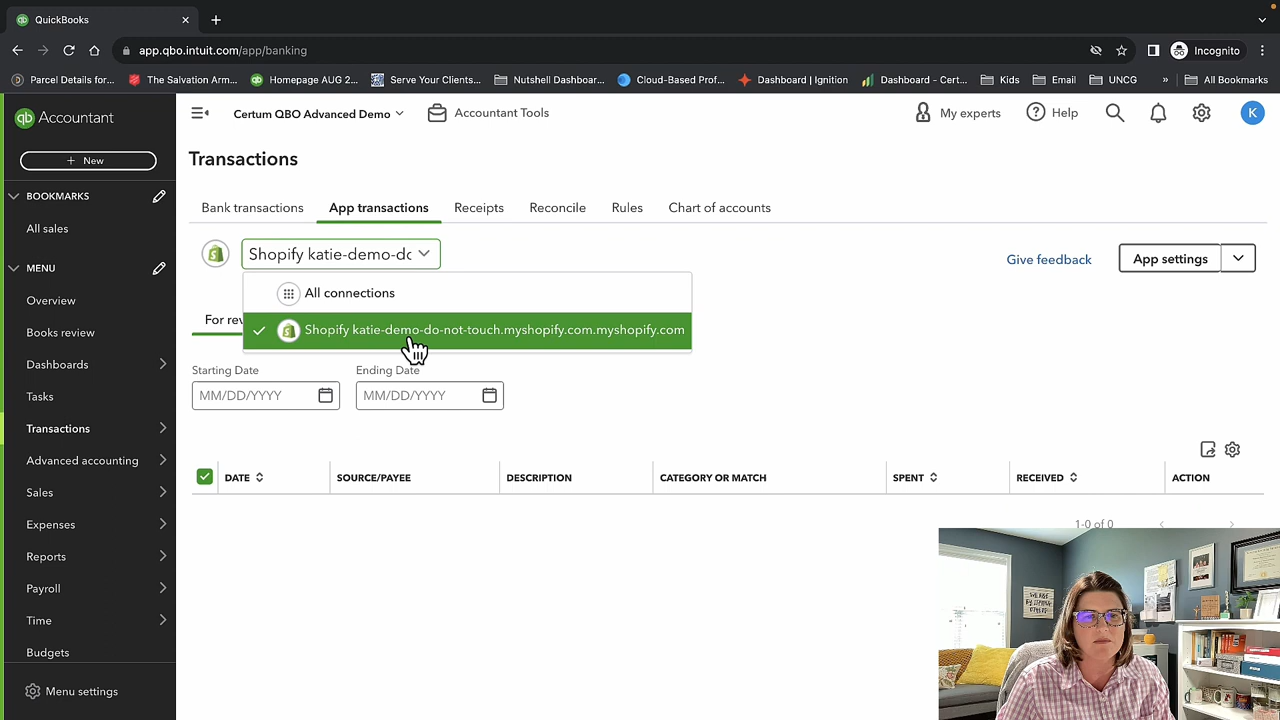 QuickBooks
app.qbo.intuit.com/app/banking
Incognito
Parcel Details for...
The Salvation Arm...
Homepage AUG 2...
Serve Your Clients...
Nutshell Dashboar...
Cloud-Based Prof...
Dashboard | Ignition
Dashboard - Cert...
Kids
Email
UNCG
»
All Bookmarks
qb Accountant
Certum QBO Advanced Demo
Accountant Tools
My experts
Help
K
+ New
Transactions
BOOKMARKS
Bank transactions
App transactions
Receipts
Reconcile
Rules
Chart of accounts
All sales
Shopify katie-demo-do
Give feedback
App settings
MENU
All connections
Overview
For rev
Shopify katie-demo-do-not-touch.myshopify.com.myshopify.com
Books review
Dashboards
Starting Date
Ending Date
Tasks
MM/DD/YYYY
MM/DD/YYYY
Transactions
Advanced accounting
DATE
SOURCE/PAYEE
DESCRIPTION
CATEGORY OR MATCH
SPENT
RECEIVED
ACTION
Sales
Expenses
1-0 of 0
Reports
Payroll
Time
Budgets
Menu settings